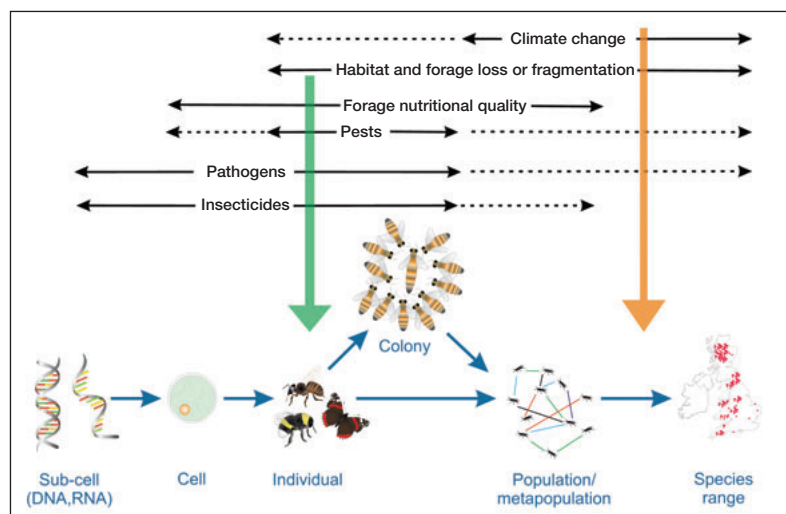 Climate change
Habitat and forage loss or fragmentation
Forage nutritional quality
Pests
Pathogens
Insecticides
Colony
Sub-cell
(DNA,RNA)
Cell
Individual
Population/
metapopulation
Species
range